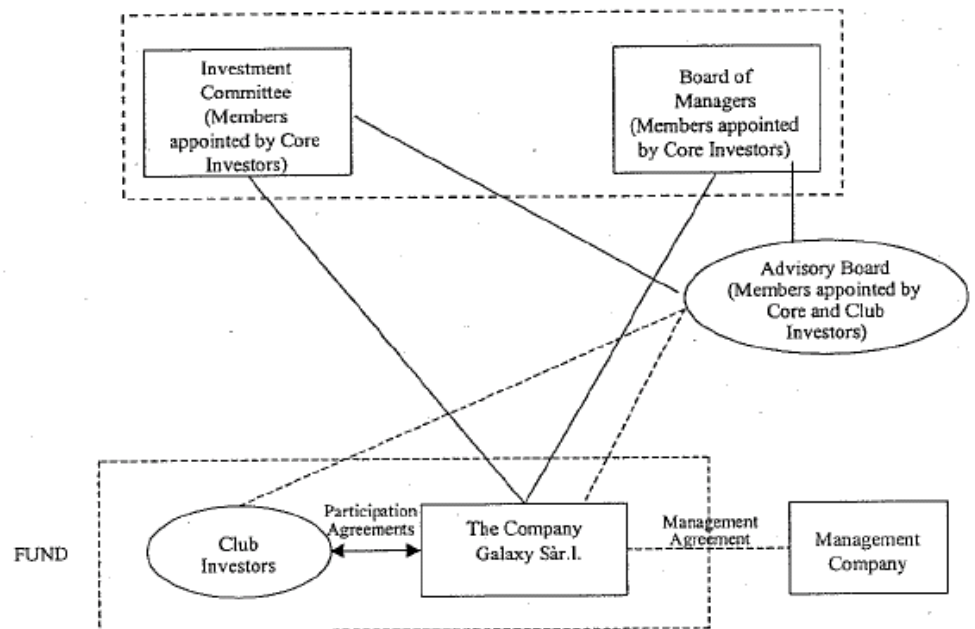 Investment
Committee
(Members
appointed by Core
Investors)
Board of
Managers
(Members appointed
by Core Investors)
Advisory Board
(Members appointed by
Core and Club
Investors)
FUND
Club
Investors
Participation
Agreements
The Company
Galaxy Sàr.l.
Management
Agreement
Management
Company